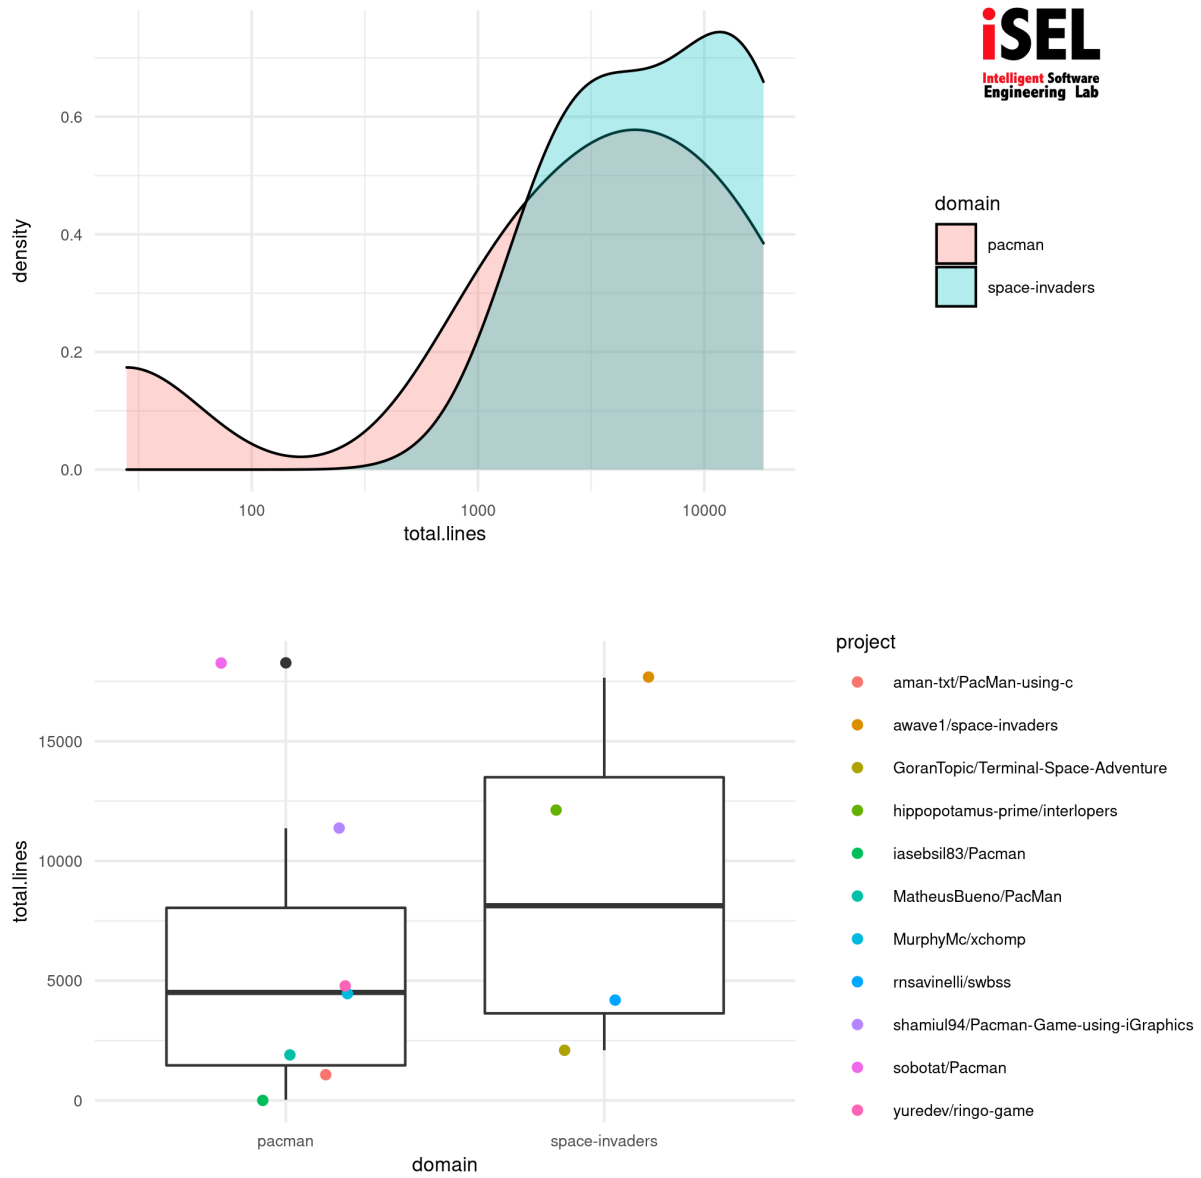 iSEL
Intelligent Software
Engineering Lab
density
0.6
0.4
0.2
0.0
100 1000 10000
total.lines
domain
pacman
space-invaders
total.lines
15000
10000
5000
0
pacman space-invaders
domain
project
aman-txt/PacMan-using-c
awave1/space-invaders
GoranTopic/Terminal-Space-Adventure
hippopotamus-prime/interlopers
iasebsil83/Pacman
MatheusBueno/PacMan
MurphyMc/xchomp
rnsavinelli/swbss
shamiul94/Pacman-Game-using-iGraphics
sobotat/Pacman
yuredev/ringo-game